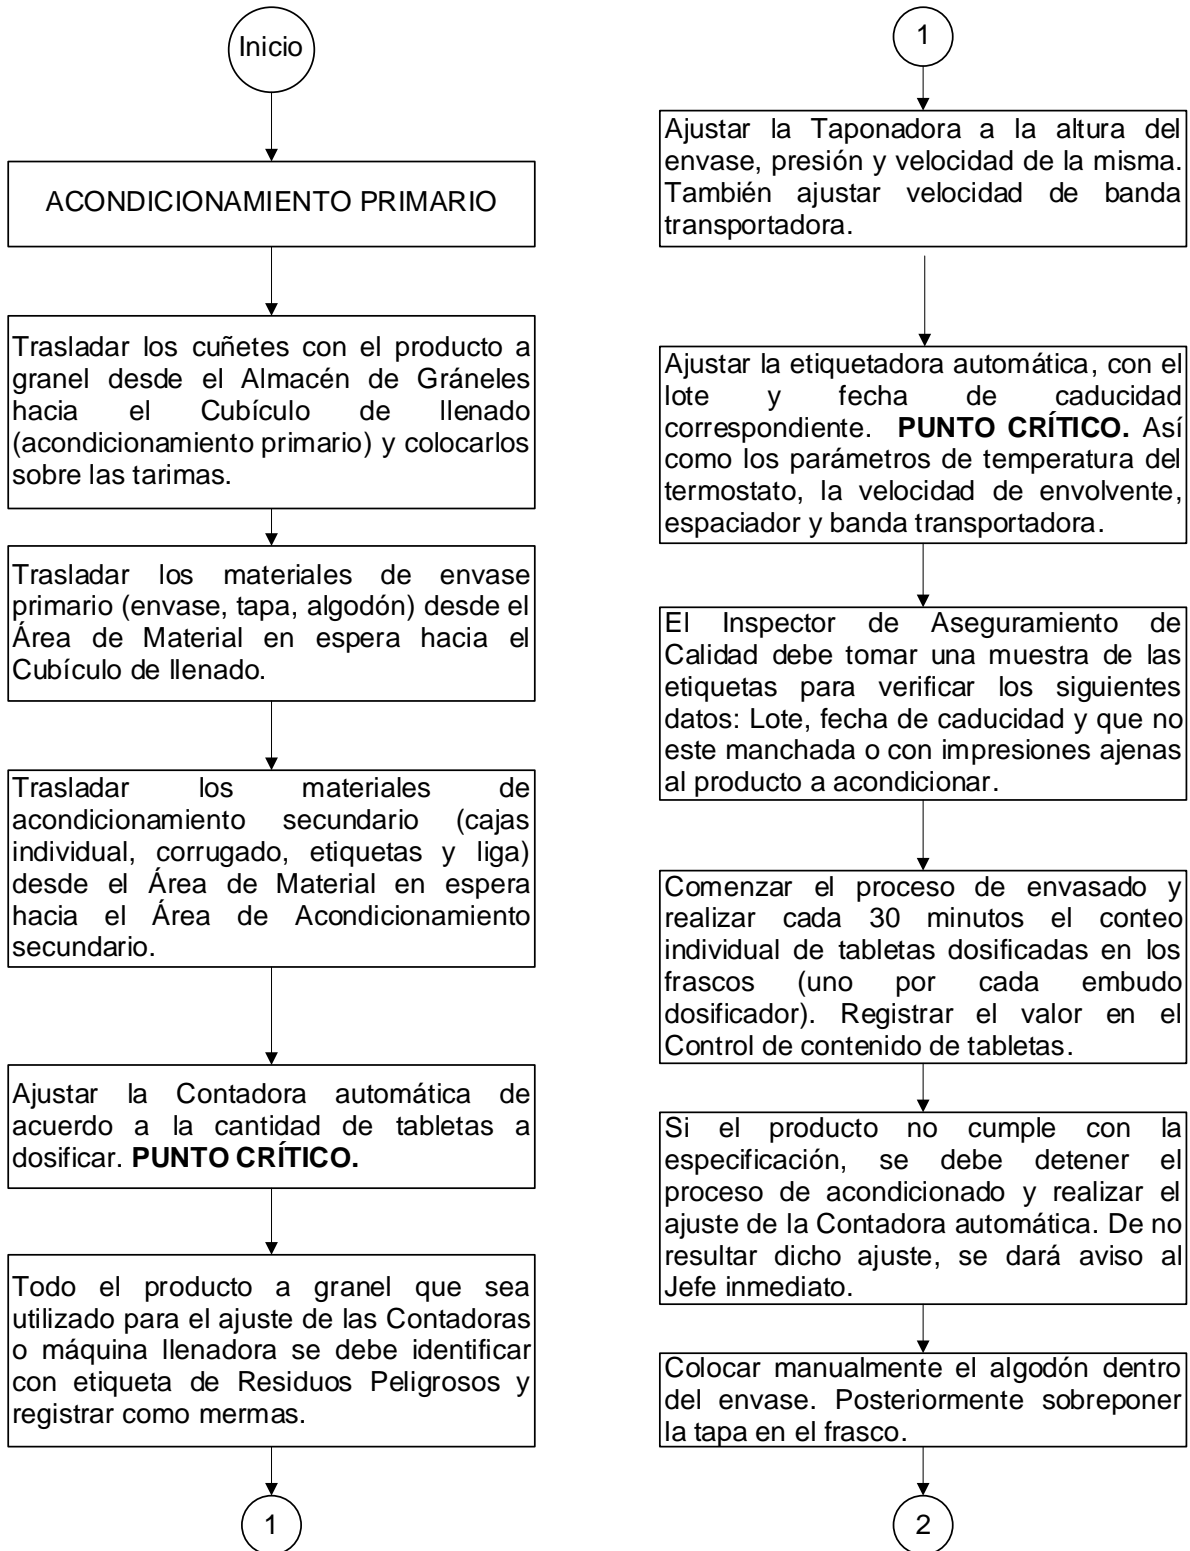 Inicio
ACONDICIONAMIENTO PRIMARIO
Trasladar los cuñetes con el producto a
granel desde el Almacén de Gráneles
hacia el Cubículo de llenado
(acondicionamiento primario) y colocarlos
sobre las tarimas.
Trasladar los materiales de envase
primario (envase, tapa, algodón) desde el
Área de Material en espera hacia el
Cubículo de llenado.
Trasladar los materiales de
acondicionamiento secundario (cajas
individual, corrugado, etiquetas y liga)
desde el Área de Material en espera
hacia el Área de Acondicionamiento
secundario.
Ajustar la Contadora automática de
acuerdo a la cantidad de tabletas a
dosificar. PUNTO CRÍTICO.
Todo el producto a granel que sea
utilizado para el ajuste de las Contadoras
o máquina llenadora se debe identificar
con etiqueta de Residuos Peligrosos y
registrar como mermas.
1
1
Ajustar la Taponadora a la altura del
envase, presión y velocidad de la misma.
También ajustar velocidad de banda
transportadora.
Ajustar la etiquetadora automática, con el
lote y fecha de caducidad
correspondiente. PUNTO CRÍTICO. Así
como los parámetros de temperatura del
termostato, la velocidad de envolvente,
espaciador y banda transportadora.
El Inspector de Aseguramiento de
Calidad debe tomar una muestra de las
etiquetas para verificar los siguientes
datos: Lote, fecha de caducidad y que no
este manchada o con impresiones ajenas
al producto a acondicionar.
Comenzar el proceso de envasado y
realizar cada 30 minutos el conteo
individual de tabletas dosificadas en los
frascos (uno por cada embudo
dosificador). Registrar el valor en el
Control de contenido de tabletas.
Si el producto no cumple con la
especificación, se debe detener el
proceso de acondicionado y realizar el
ajuste de la Contadora automática. De no
resultar dicho ajuste, se dará aviso al
Jefe inmediato.
Colocar manualmente el algodón dentro
del envase. Posteriormente sobreponer
la tapa en el frasco.
2